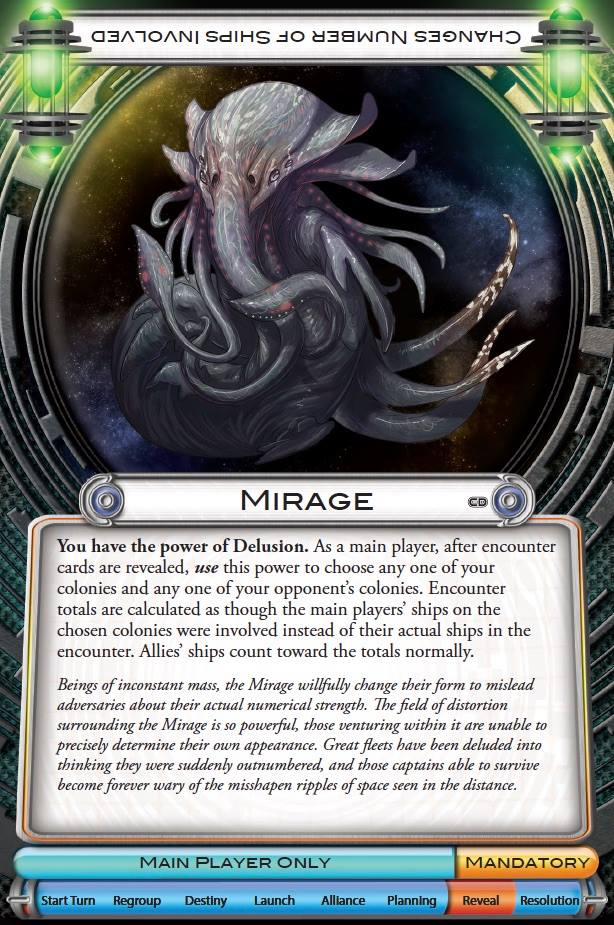 CHANGES NUMBER OF SHIPS INVOLVED
MIRAGE
You have the power of Delusion. As a main player, after encounter
cards are revealed, use this power to choose any one of your
colonies and any one of your opponent's colonies. Encounter
totals are calculated as though the main players' ships on the
chosen colonies were involved instead of their actual ships in the
encounter. Allies' ships count toward the totals normally.
Beings of inconstant mass, the Mirage willfully change their form to mislead
adversaries about their actual numerical strength. The field of distortion
surrounding the Mirage is so powerful, those venturing within it are unable to
precisely determine their own appearance. Great fleets have been deluded into
thinking they were suddenly outnumbered, and those captains able to survive
become forever wary of the misshapen ripples of space seen in the distance.
MAIN PLAYER ONLY MANDATORY
Start Turn Regroup Destiny Launch Alliance Planning Reveal Resolution